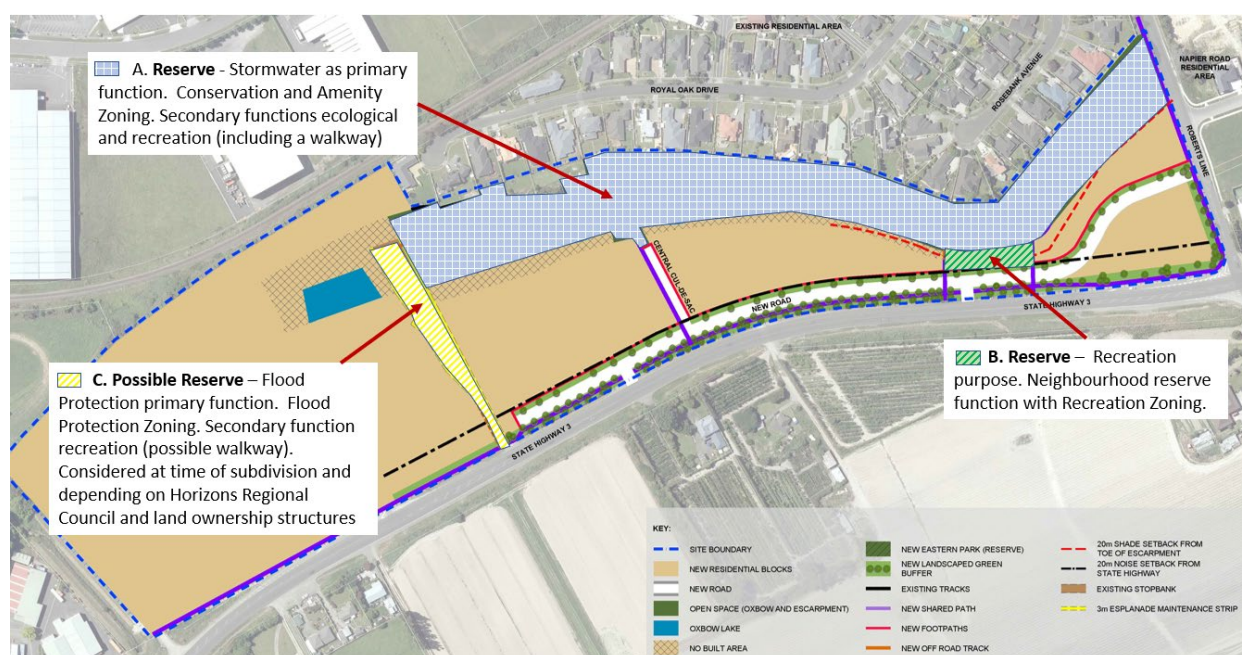 EXISTING RESIDENTIAL AREA
NAPIER ROAD
RESIDENTIAL
AREA
ROYAL OAK DRIVE
ROSEBANK AVENUE
ROBERTS LINE
A. Reserve - Stormwater as primary
function. Conservation and Amenity
Zoning. Secondary functions ecological
and recreation (including a walkway)
CENTRAL CUL-DE-SAC
NEW ROAD
STATE HIGHWAY 3
STATE HIGHWAY 3
B. Reserve – Recreation
purpose. Neighbourhood reserve
function with Recreation Zoning.
C. Possible Reserve – Flood
Protection primary function. Flood
Protection Zoning. Secondary function
recreation (possible walkway).
Considered at time of subdivision and
depending on Horizons Regional
Council and land ownership structures
KEY:
SITE BOUNDARY
NEW RESIDENTIAL BLOCKS
NEW ROAD
OPEN SPACE (OXBOW AND ESCARPMENT)
OXBOW LAKE
NO BUILT AREA
NEW EASTERN PARK (RESERVE)
NEW LANDSCAPED GREEN
BUFFER
EXISTING TRACKS
NEW SHARED PATH
NEW FOOTPATHS
NEW OFF ROAD TRACK
20m SHADE SETBACK FROM
TOE OF ESCARPMENT
20m NOISE SETBACK FROM
STATE HIGHWAY
EXISTING STOPBANK
3m ESPLANADE MAINTENANCE STRIP